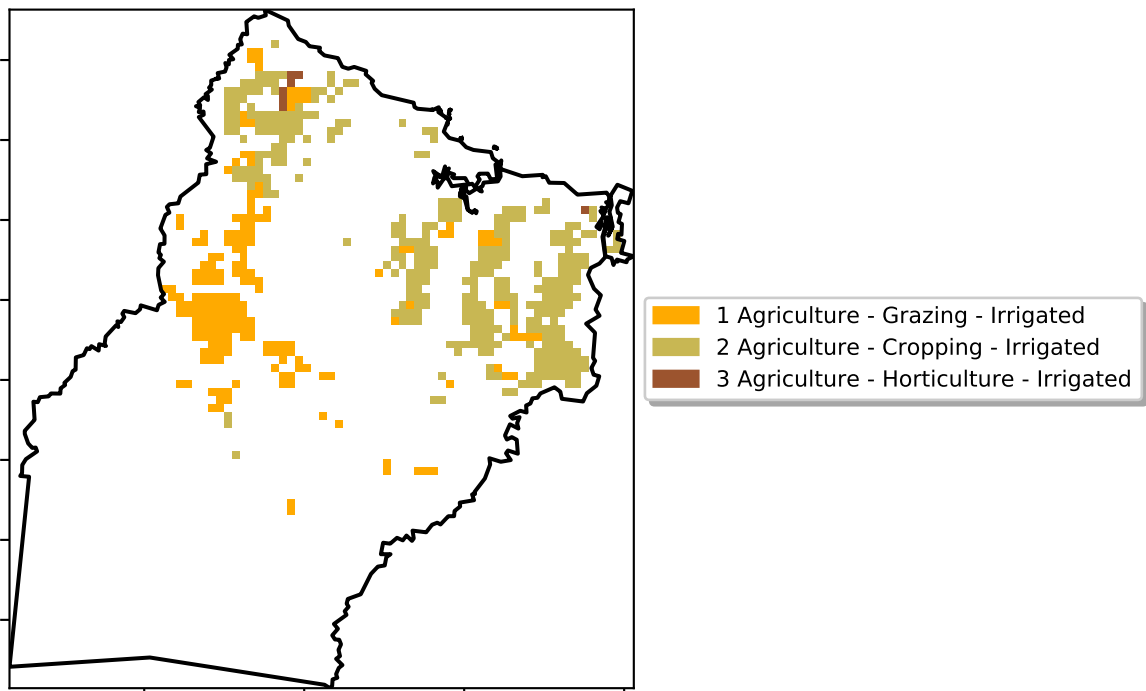 1 Agriculture - Grazing - Irrigated
2 Agriculture - Cropping - Irrigated
3 Agriculture - Horticulture - Irrigated